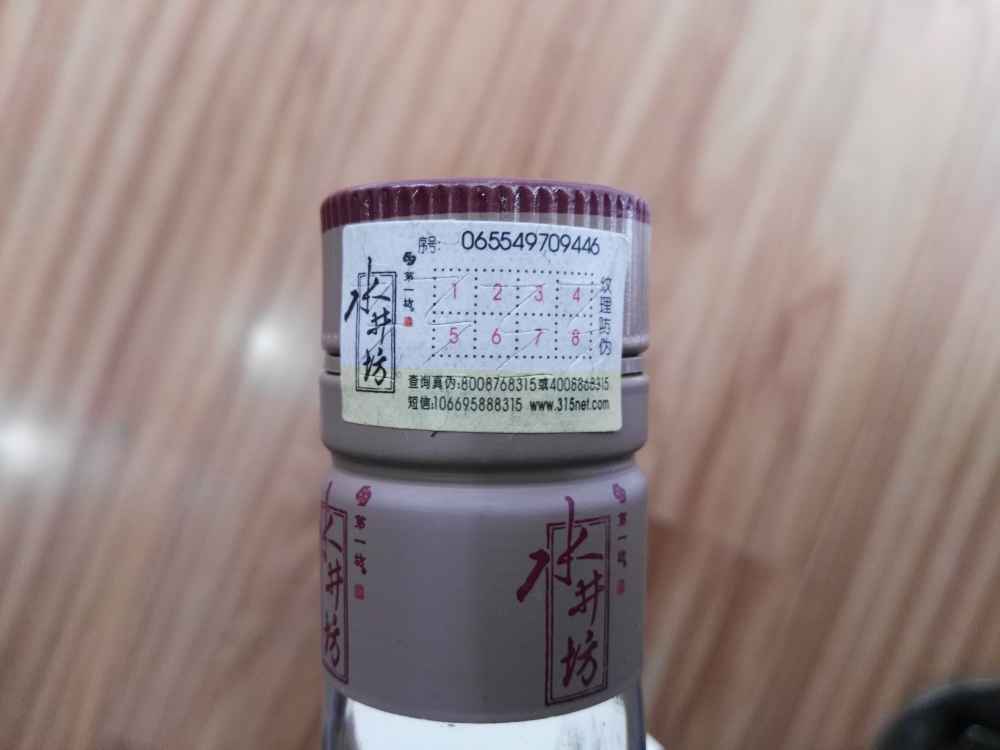 序号: 065549709446
水井坊
第一坊
1 2 3 4
5 6 7 8
纹理防伪
查询真伪:8008768315或4008868315
短信:106695888315 www.315net.com
水井坊
第一坊
水井坊
第一坊